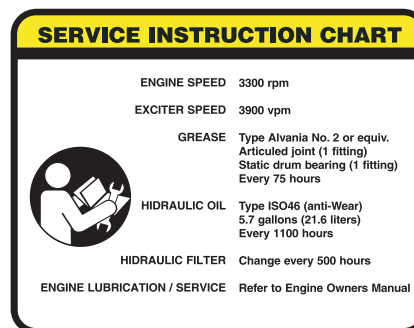 SERVICE INSTRUCTION CHART
ENGINE SPEED 3300 rpm
EXCITER SPEED 3900 vpm
GREASE Type Alvania No. 2 or equiv.
Articuled joint (1 fitting)
Static drum bearing (1 fitting)
Every 75 hours
HIDRAULIC OIL Type ISO46 (anti-Wear)
5.7 gallons (21.6 liters)
Every 1100 hours
HIDRAULIC FILTER Change every 500 hours
ENGINE LUBRICATION / SERVICE Refer to Engine Owners Manual